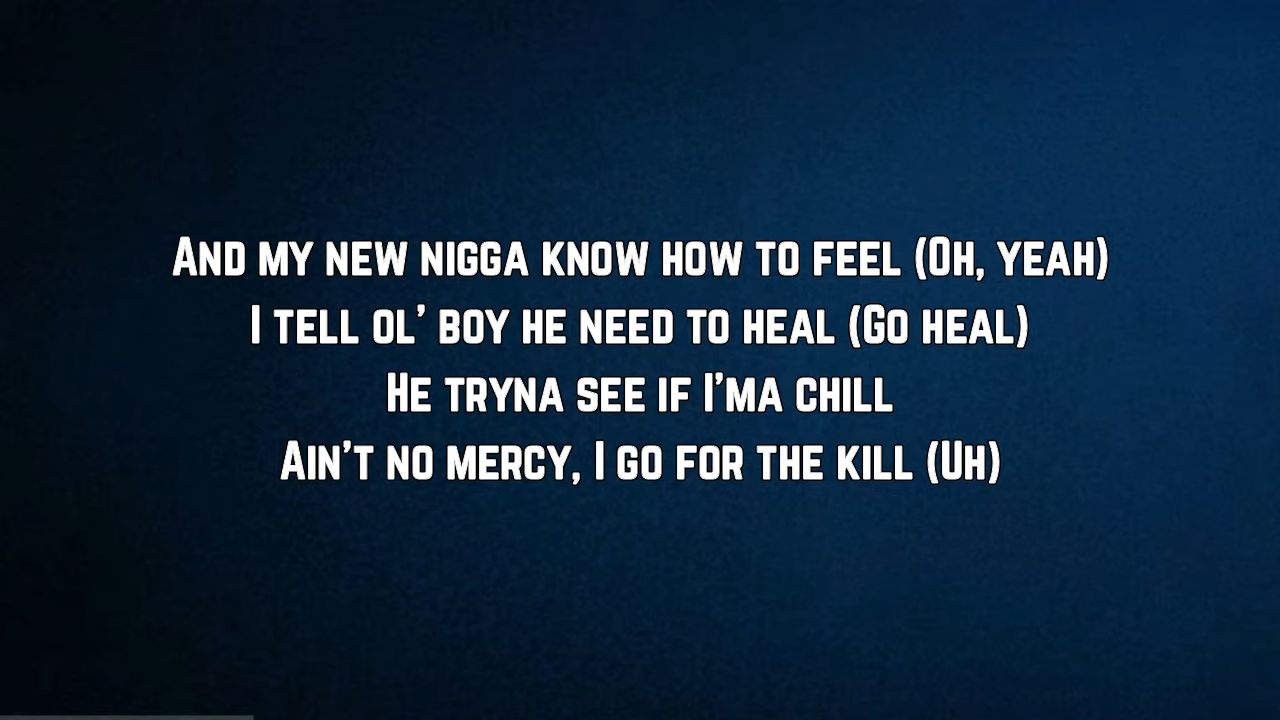 And my new nigga know how to feel (Oh, yeah)
I tell ol' boy he need to heal (Go heal)
He tryna see if I'ma chill
Ain't no mercy, I go for the kill (Uh)